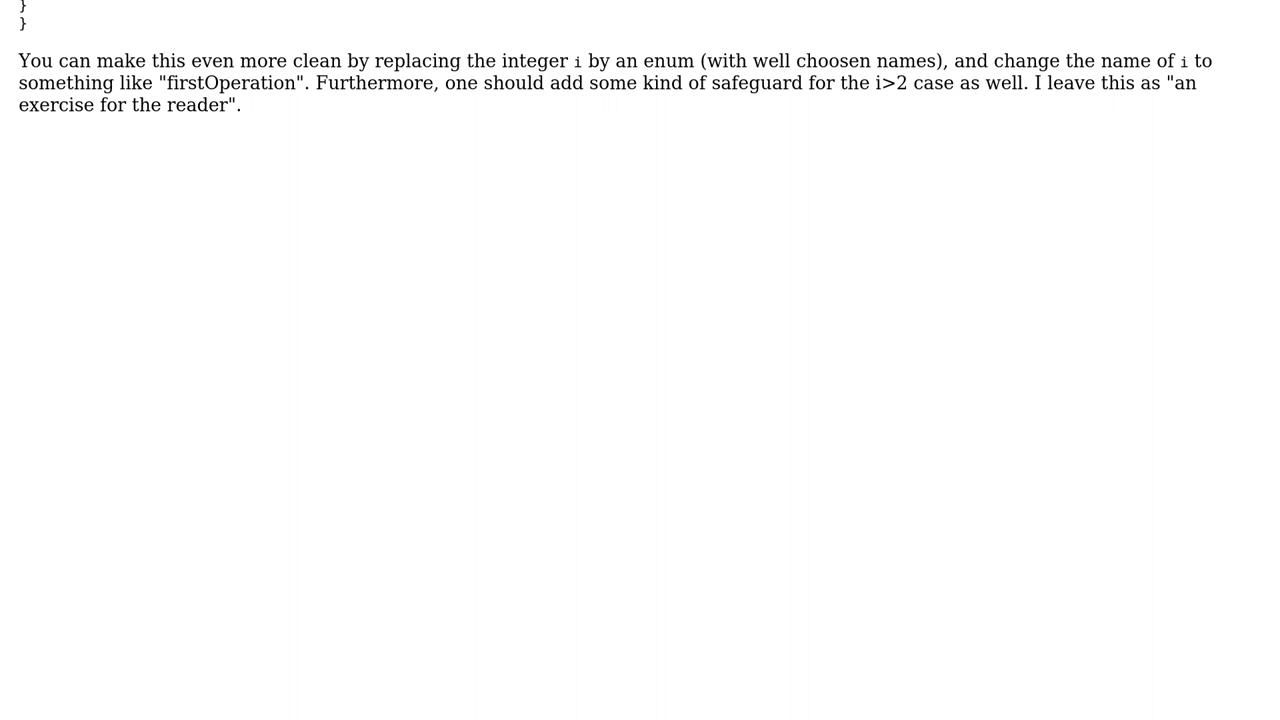 }
}
You can make this even more clean by replacing the integer i by an enum (with well choosen names), and change the name of i to
something like "firstOperation". Furthermore, one should add some kind of safeguard for the i>2 case as well. I leave this as "an
exercise for the reader".